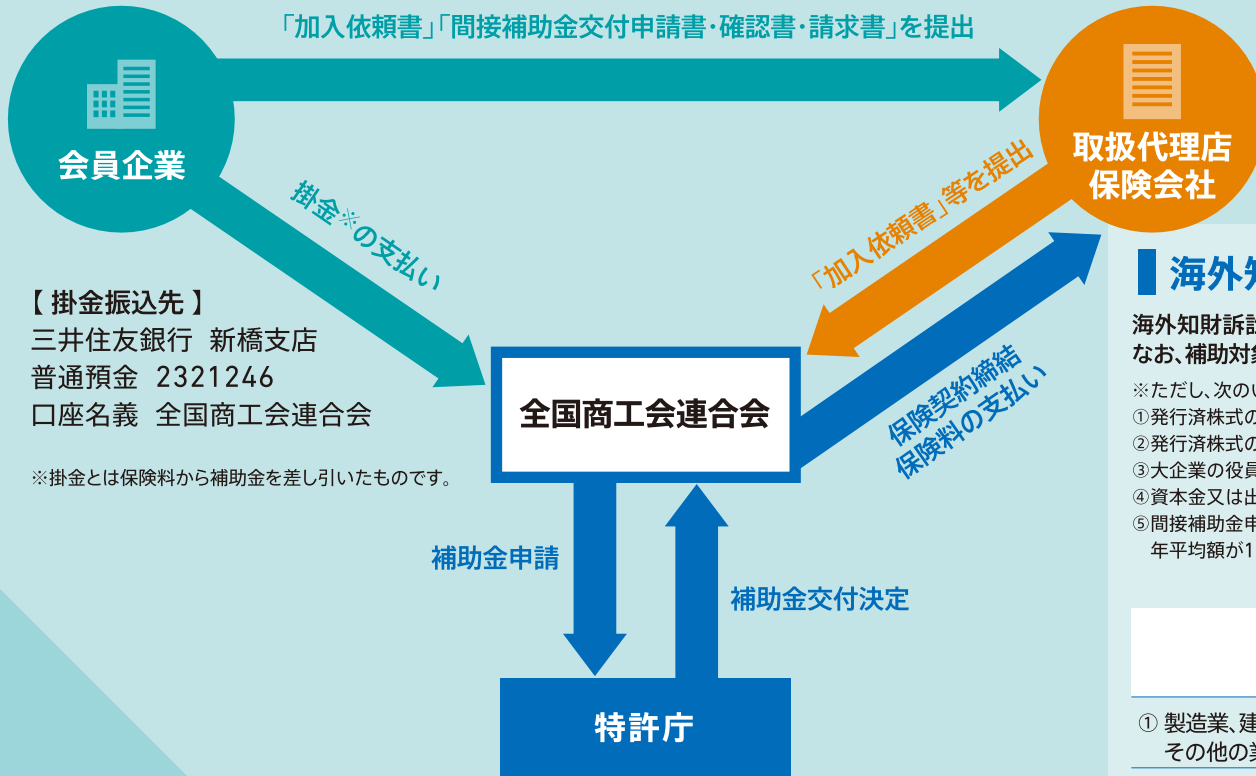 「加入依頼書」「間接補助金交付申請書・確認書・請求書」を提出
会員企業
取扱代理店
保険会社
掛金※の支払い
「加入依頼書」等を提出
保険契約締結
保険料の支払い
【 掛金振込先 】
三井住友銀行 新橋支店
普通預金 2321246
口座名義 全国商工会連合会
※掛金とは保険料から補助金を差し引いたものです。
全国商工会連合会
補助金申請
補助金交付決定
特許庁
海外
海外知財訴
なお、補助対
※ただし、次の
①発行済株式の
②発行済株式の
③大企業の役員
④資本金又は出
⑤間接補助金申
年平均額が1
① 製造業、建
その他の業